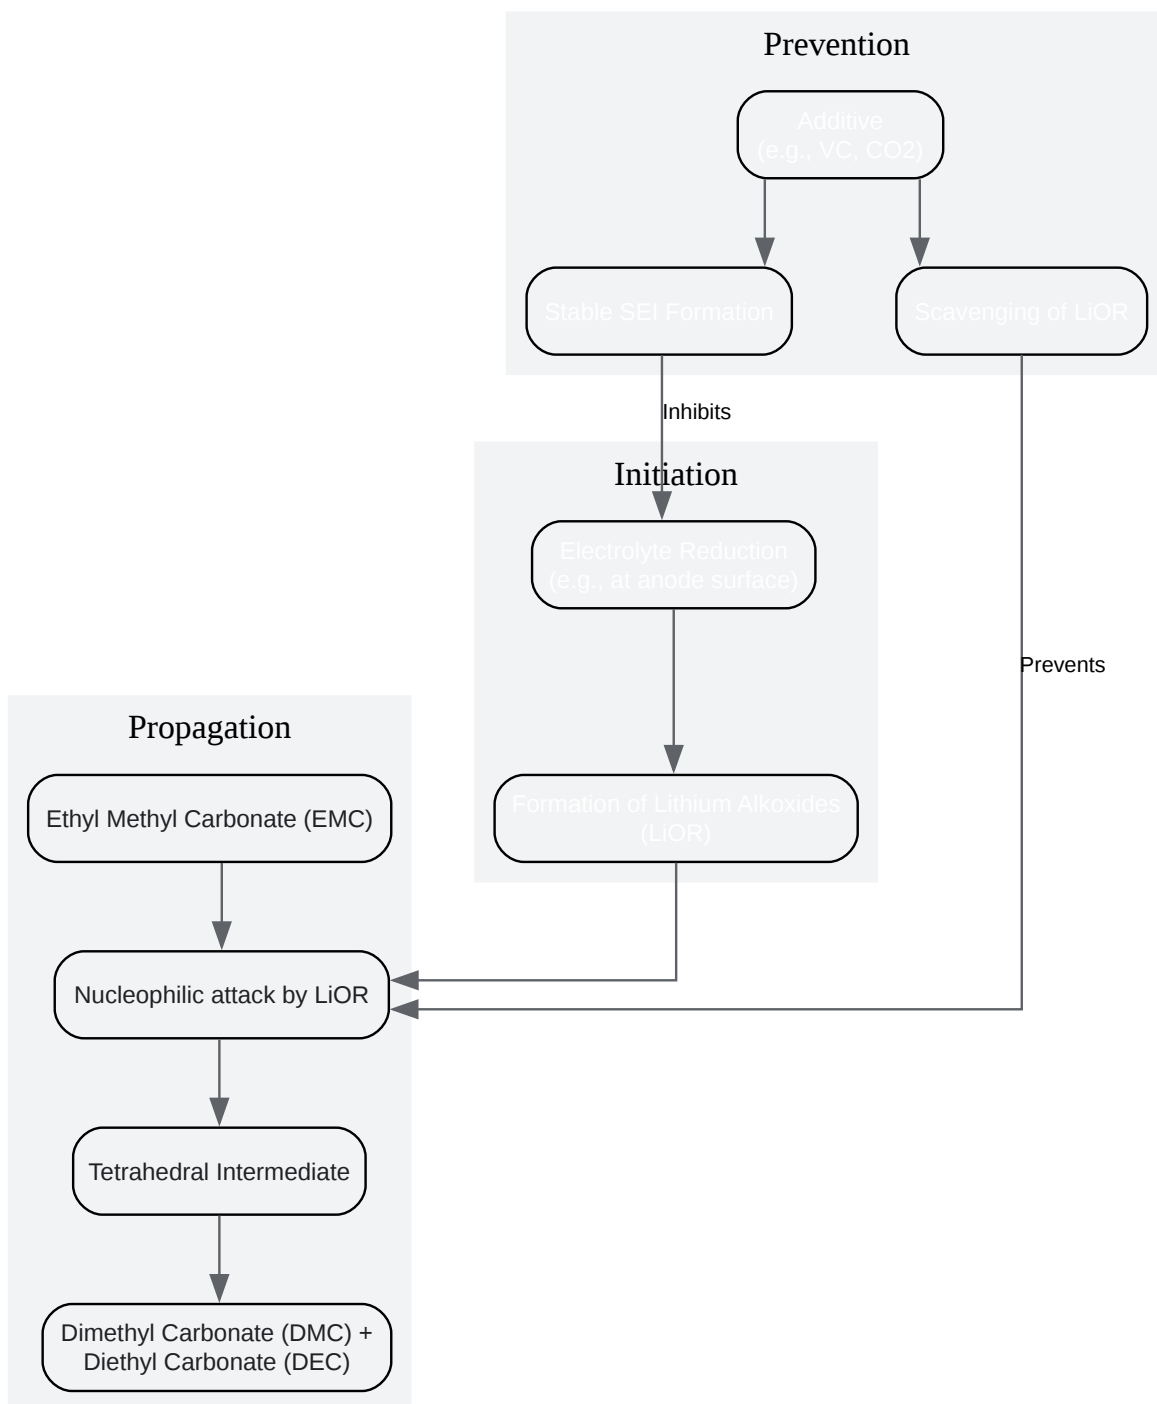 Prevention
Additive
(e.g., VC, CO2)
Stable SEI Formation
Scavenging of LiOR
Inhibits
Initiation
Electrolyte Reduction
(e.g., at anode surface)
Prevents
Formation of Lithium Alkoxides
(LiOR)
Propagation
Ethyl Methyl Carbonate (EMC)
Nucleophilic attack by LiOR
Tetrahedral Intermediate
Dimethyl Carbonate (DMC) +
Diethyl Carbonate (DEC)